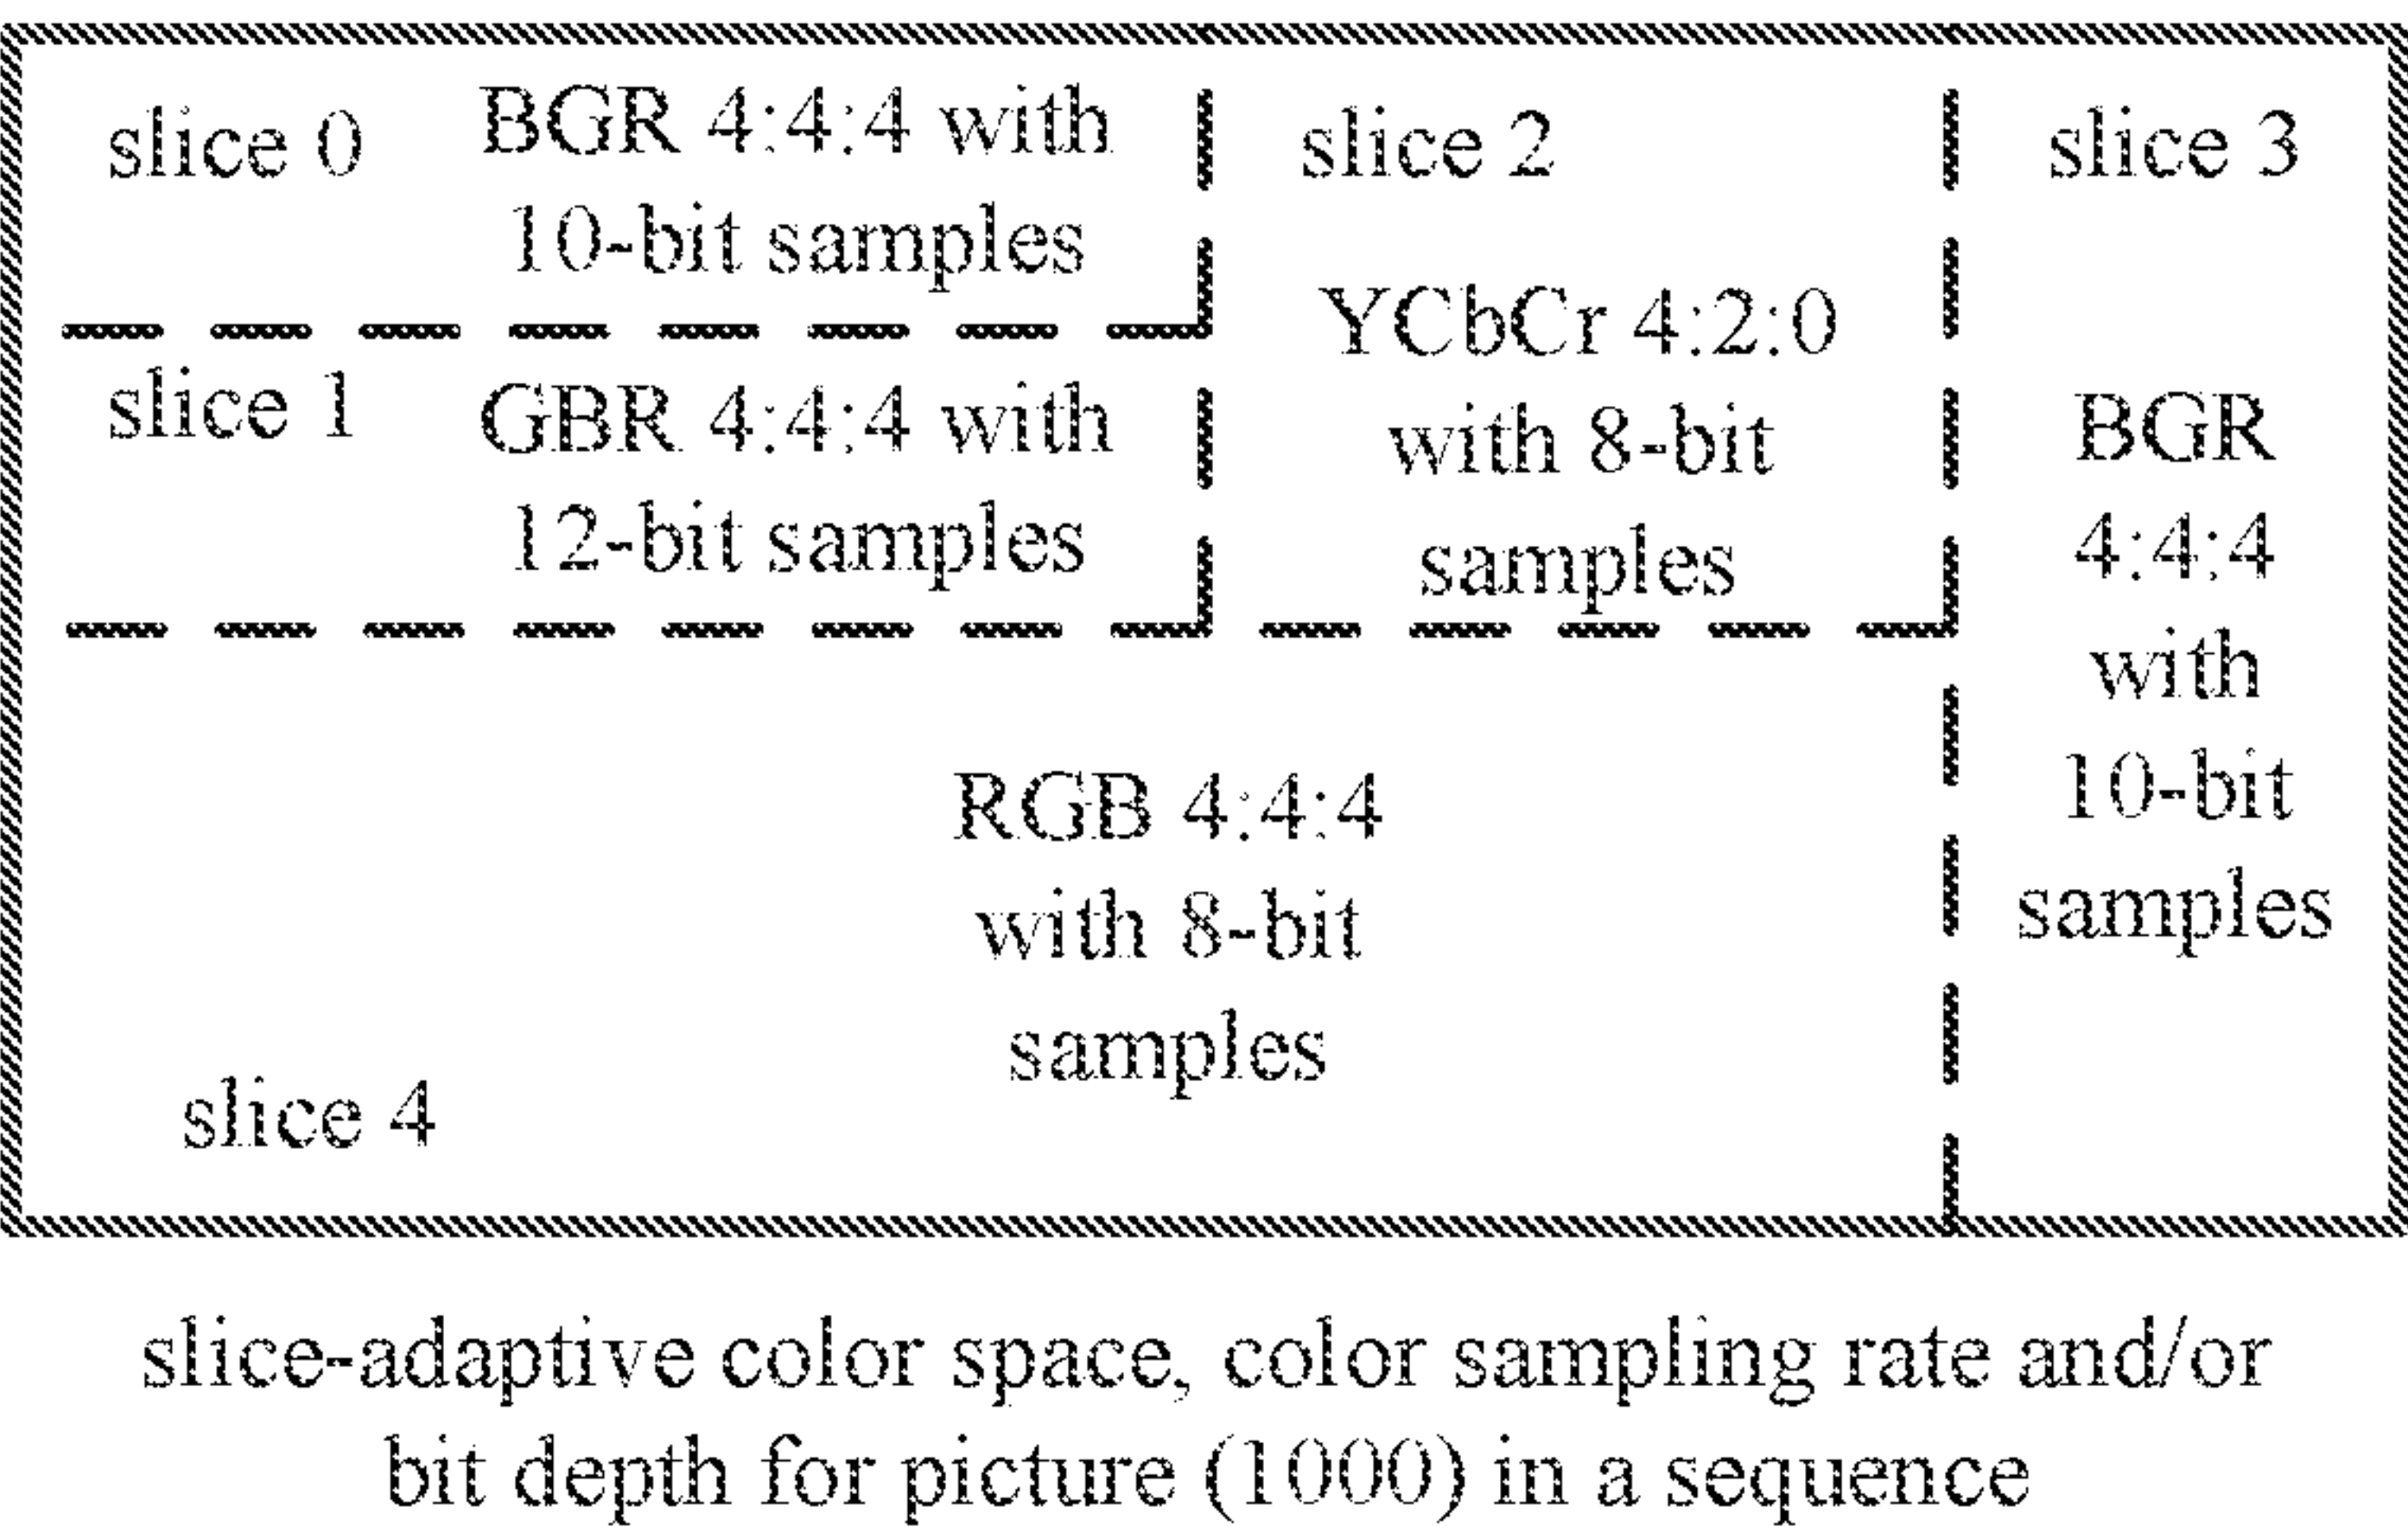 slice 0
BGR 4:4:4 with
10-bit samples
slice 1
GBR 4:4:4 with
12-bit samples
slice 2
YCbCr 4:2:0
with 8-bit
samples
slice 3
BGR
4:4:4
with
10-bit
samples
RGB 4:4:4
with 8-bit
samples
slice 4
slice-adaptive color space, color sampling rate and/or
bit depth for picture (1000) in a sequence